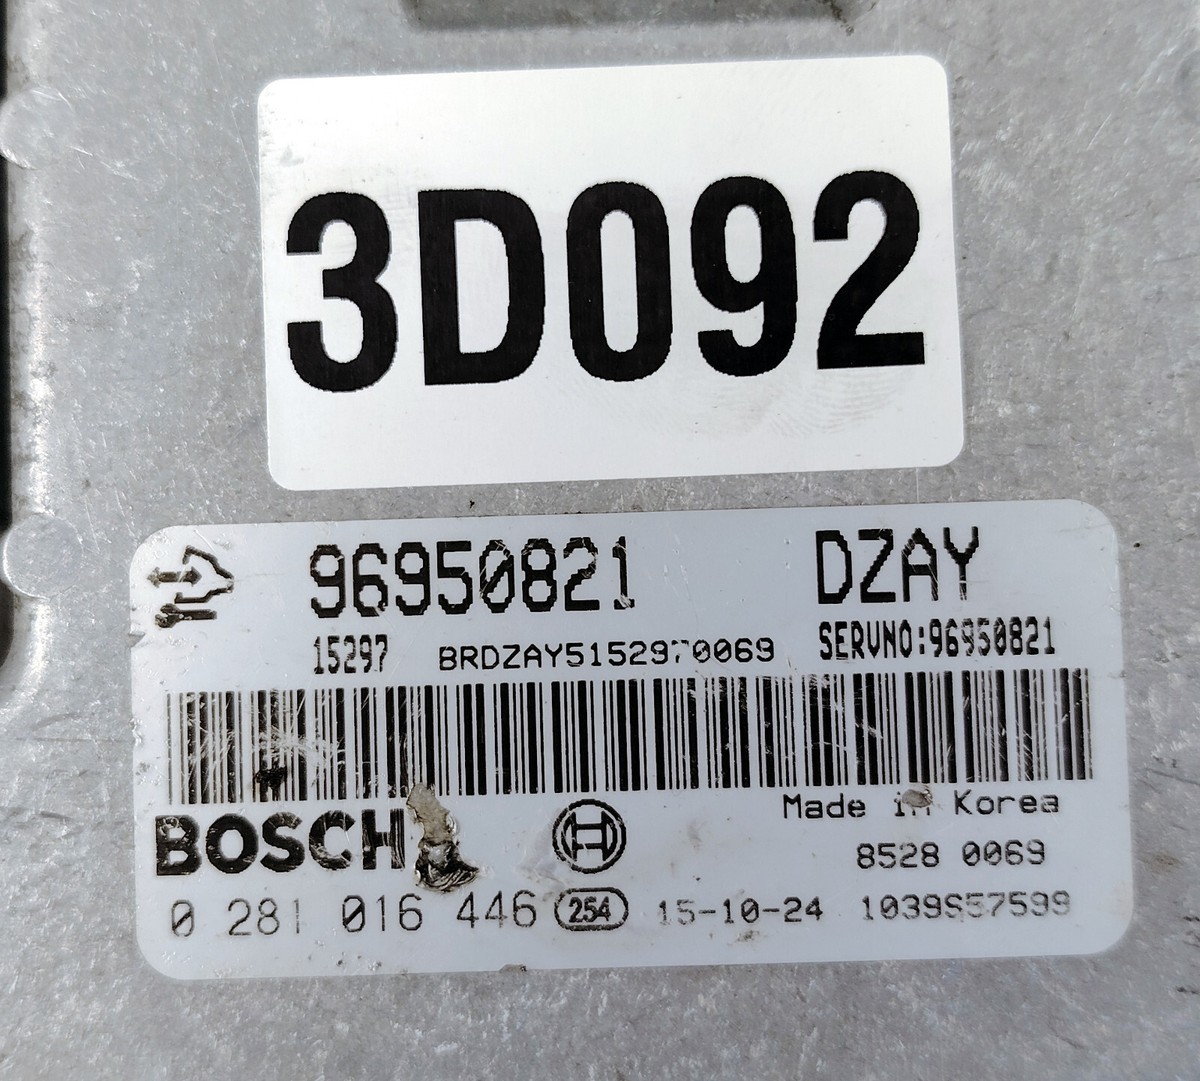 3D092
96950821 DZAY
15297 BRDZAY5152970069 SERVNO:96950821
Made in Korea
BOSCH
8528 0069
0 281 016 446 254 15-10-24 1039S57599